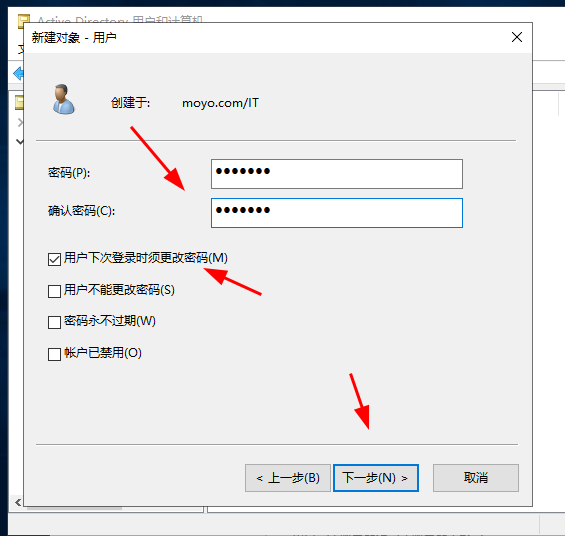 Active Directory 用户和计算机
新建对象 - 用户
创建于: moyo.com/IT
密码(P): •••••••
确认密码(C): •••••••
用户下次登录时须更改密码(M)
用户不能更改密码(S)
密码永不过期(W)
帐户已禁用(O)
< 上一步(B) 下一步(N) > 取消